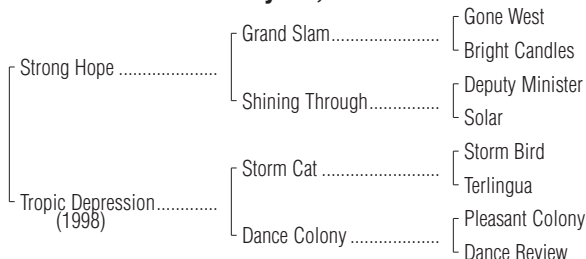 Gone West
Grand Slam....................
Bright Candles
Strong Hope ..................
Deputy Minister
Shining Through.............
Solar
Storm Bird
Storm Cat .....................
Terlingua
Tropic Depression...........
(1998)
Pleasant Colony
Dance Colony ................
Dance Review